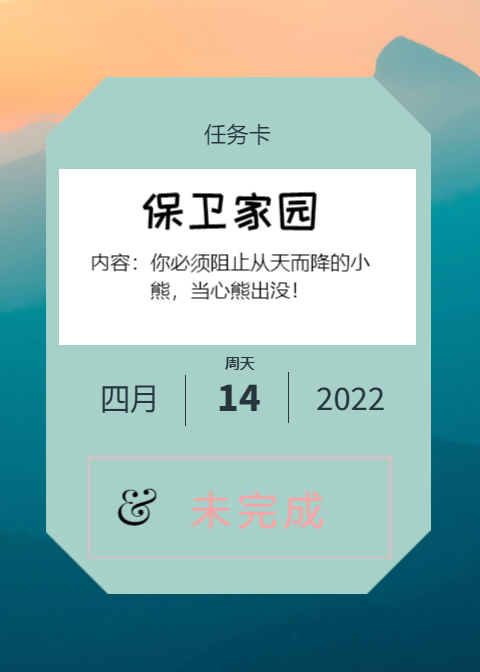 任务卡
保卫家园
内容：你必须阻止从天而降的小
熊，当心熊出没！
周天
四月 14 2022
& 未完成